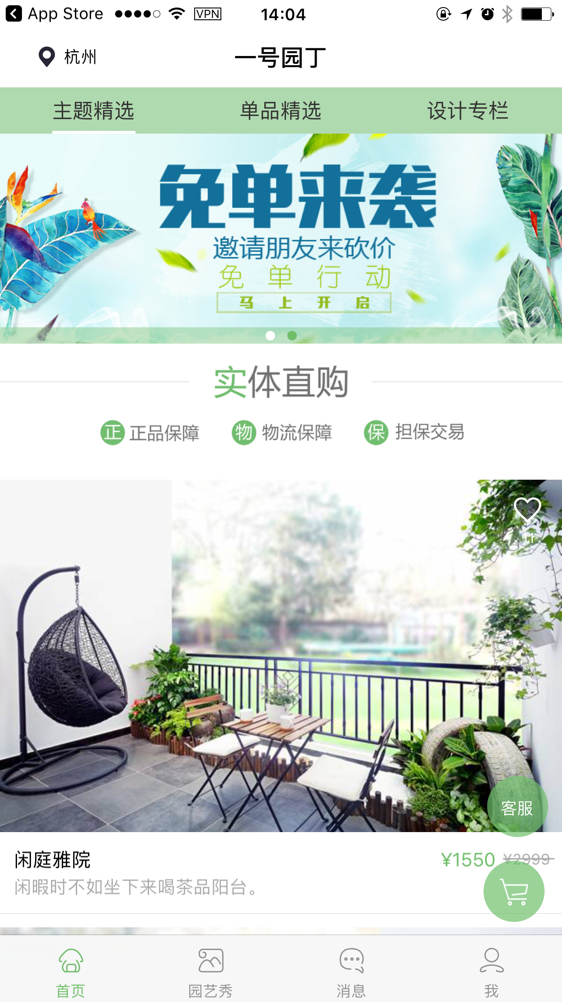 App Store
VPN
14:04
杭州
一号园丁
主题精选
单品精选
设计专栏
免单来袭
邀请朋友来砍价
免单行动
马上开启
实体直购
正 正品保障
物 物流保障
保 担保交易
客服
闲庭雅院
¥1550 ¥2999
闲暇时不如坐下来喝茶品阳台。
首页
园艺秀
消息
我